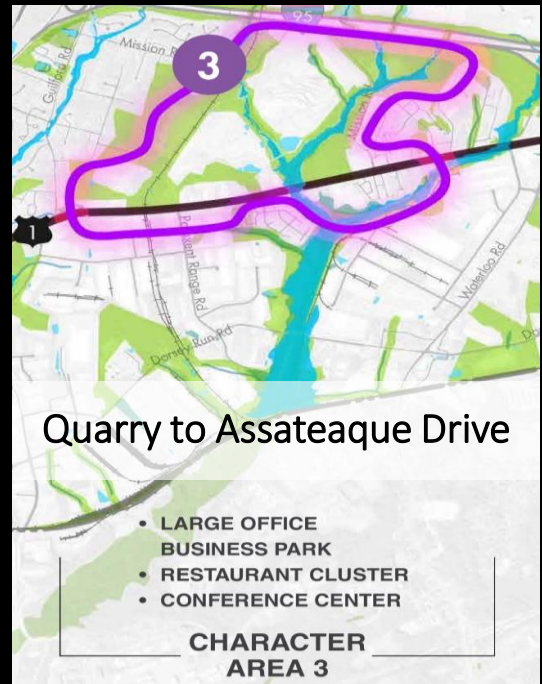 95
Mission R
3
Guilford Rd
Mission R
1
Patuxent Range Rd
Waterloo Rd
Dorsey Run Rd
Do
Quarry to Assateaque Drive
• LARGE OFFICE
BUSINESS PARK
• RESTAURANT CLUSTER
• CONFERENCE CENTER
CHARACTER
AREA 3